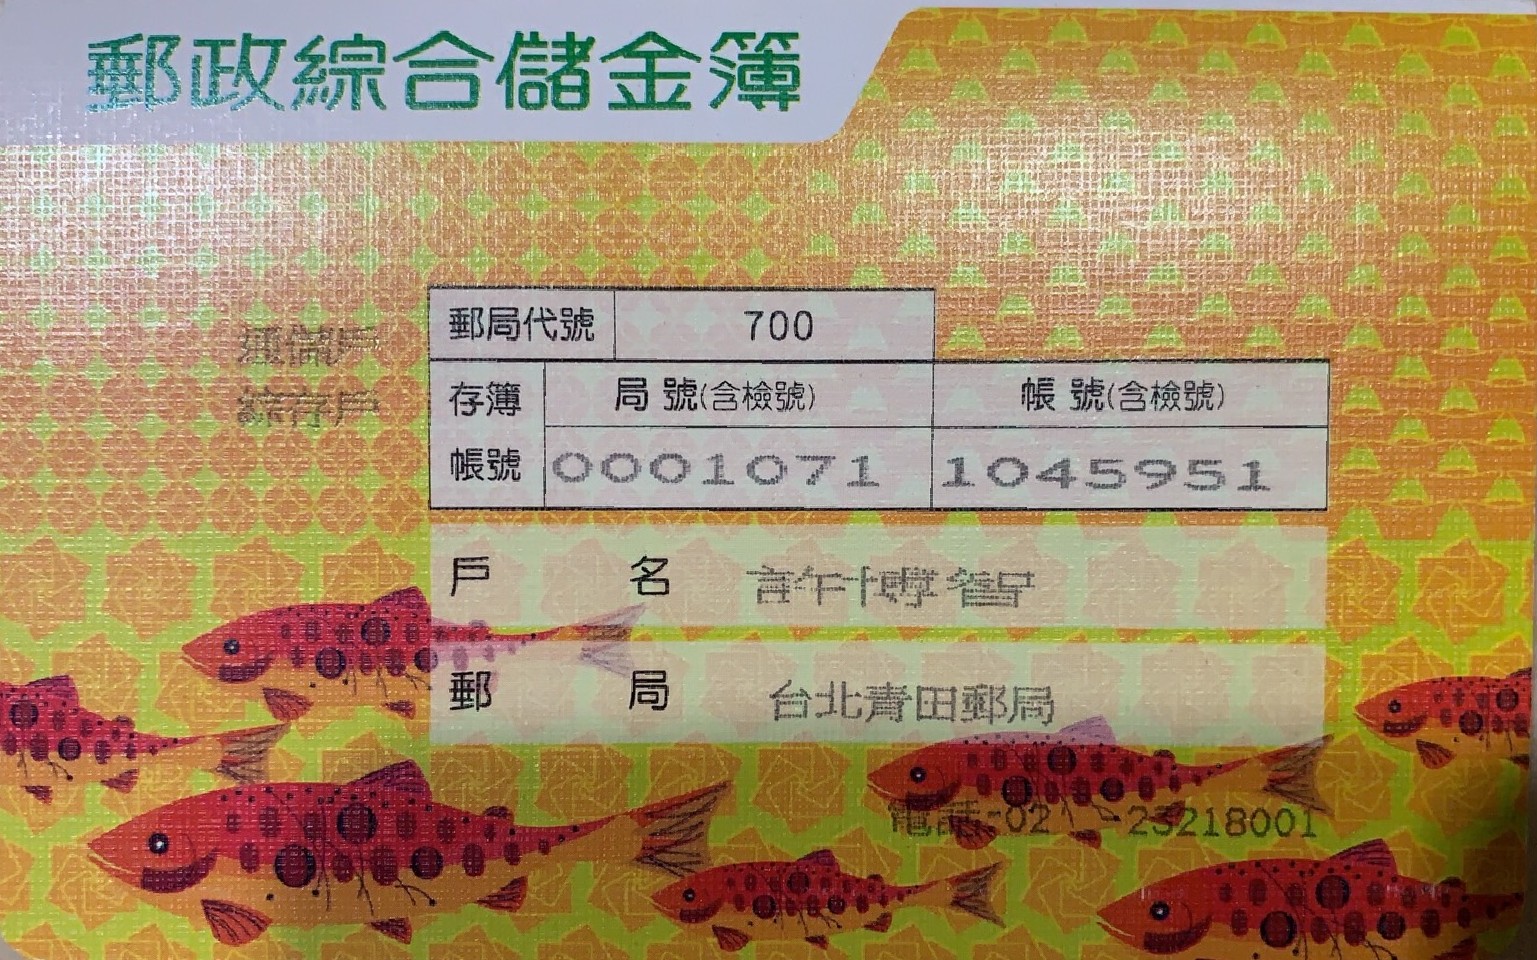 郵政綜合儲金簿
郵局代號 700
通儲戶
綜存戶
存簿帳號 局號(含檢號) 帳號(含檢號)
0001071 1045951
戶名 許博智
郵局 台北青田郵局
電話-02 23218001